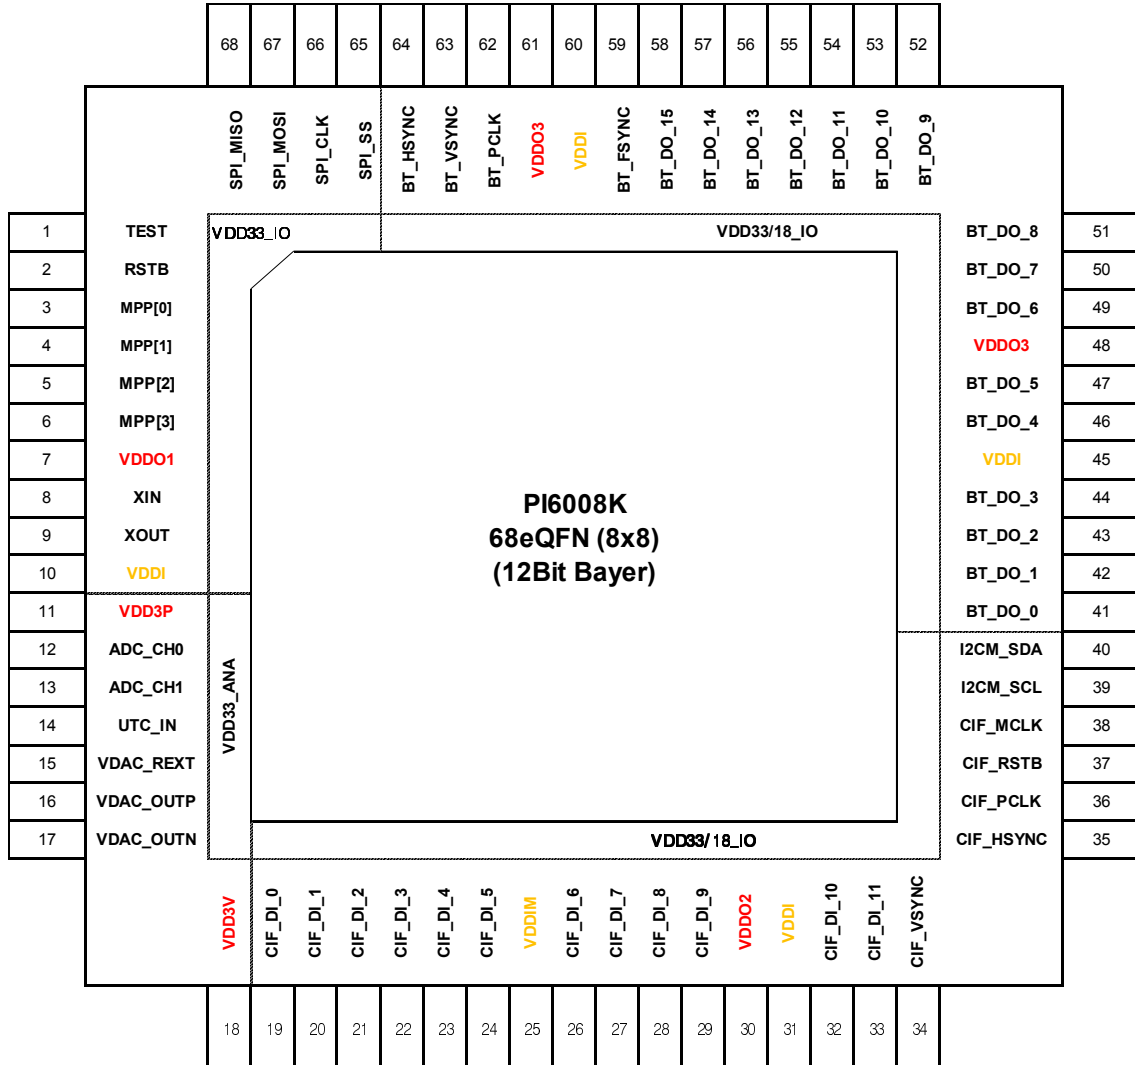 68 67 66 65 64 63 62 61 60 59 58 57 56 55 54 53 52
SPI_MISO
SPI_MOSI
SPI_CLK
SPI_SS
BT_HSYNC
BT_VSYNC
BT_PCLK
VDDO3
VDDI
BT_FSYNC
BT_DO_15
BT_DO_14
BT_DO_13
BT_DO_12
BT_DO_11
BT_DO_10
BT_DO_9
1 TEST VDD33_IO VDD33/18_IO BT_DO_8 51
2 RSTB BT_DO_7 50
3 MPP[0] BT_DO_6 49
4 MPP[1] VDDO3 48
5 MPP[2] BT_DO_5 47
6 MPP[3] BT_DO_4 46
7 VDDO1 VDDI 45
8 XIN BT_DO_3 44
9 XOUT BT_DO_2 43
10 VDDI BT_DO_1 42
11 VDD3P BT_DO_0 41
12 ADC_CH0 I2CM_SDA 40
13 ADC_CH1 I2CM_SCL 39
14 UTC_IN CIF_MCLK 38
15 VDAC_REXT CIF_RSTB 37
16 VDAC_OUTP CIF_PCLK 36
17 VDAC_OUTN CIF_HSYNC 35
PI6008K
68eQFN (8x8)
(12Bit Bayer)
VDD33_ANA
VDD33/18_IO
VDD3V
CIF_DI_0
CIF_DI_1
CIF_DI_2
CIF_DI_3
CIF_DI_4
CIF_DI_5
VDDIM
CIF_DI_6
CIF_DI_7
CIF_DI_8
CIF_DI_9
VDDO2
VDDI
CIF_DI_10
CIF_DI_11
CIF_VSYNC
18 19 20 21 22 23 24 25 26 27 28 29 30 31 32 33 34